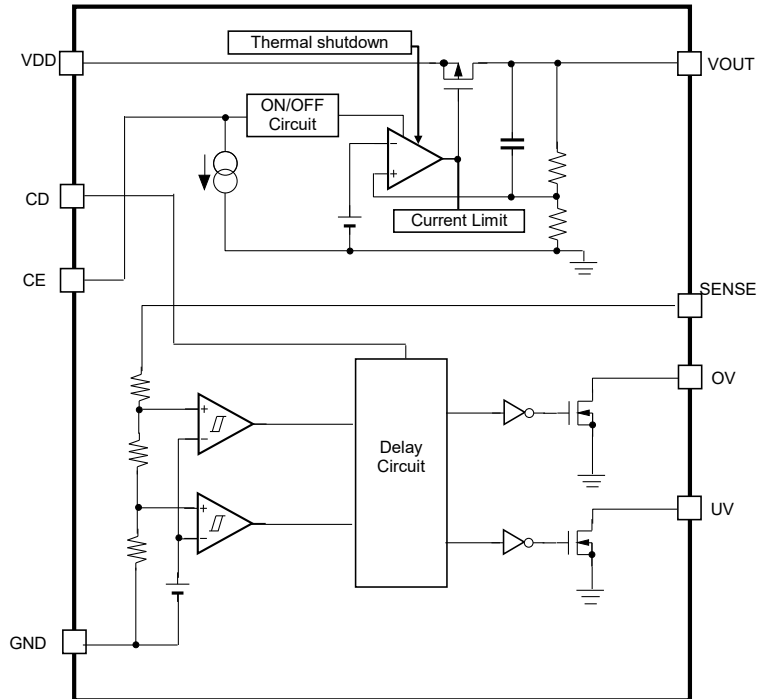 Thermal shutdown
VDD
VOUT
ON/OFF
Circuit
−
+
CD
Current Limit
CE
SENSE
OV
+
−
Delay
Circuit
+
−
UV
GND